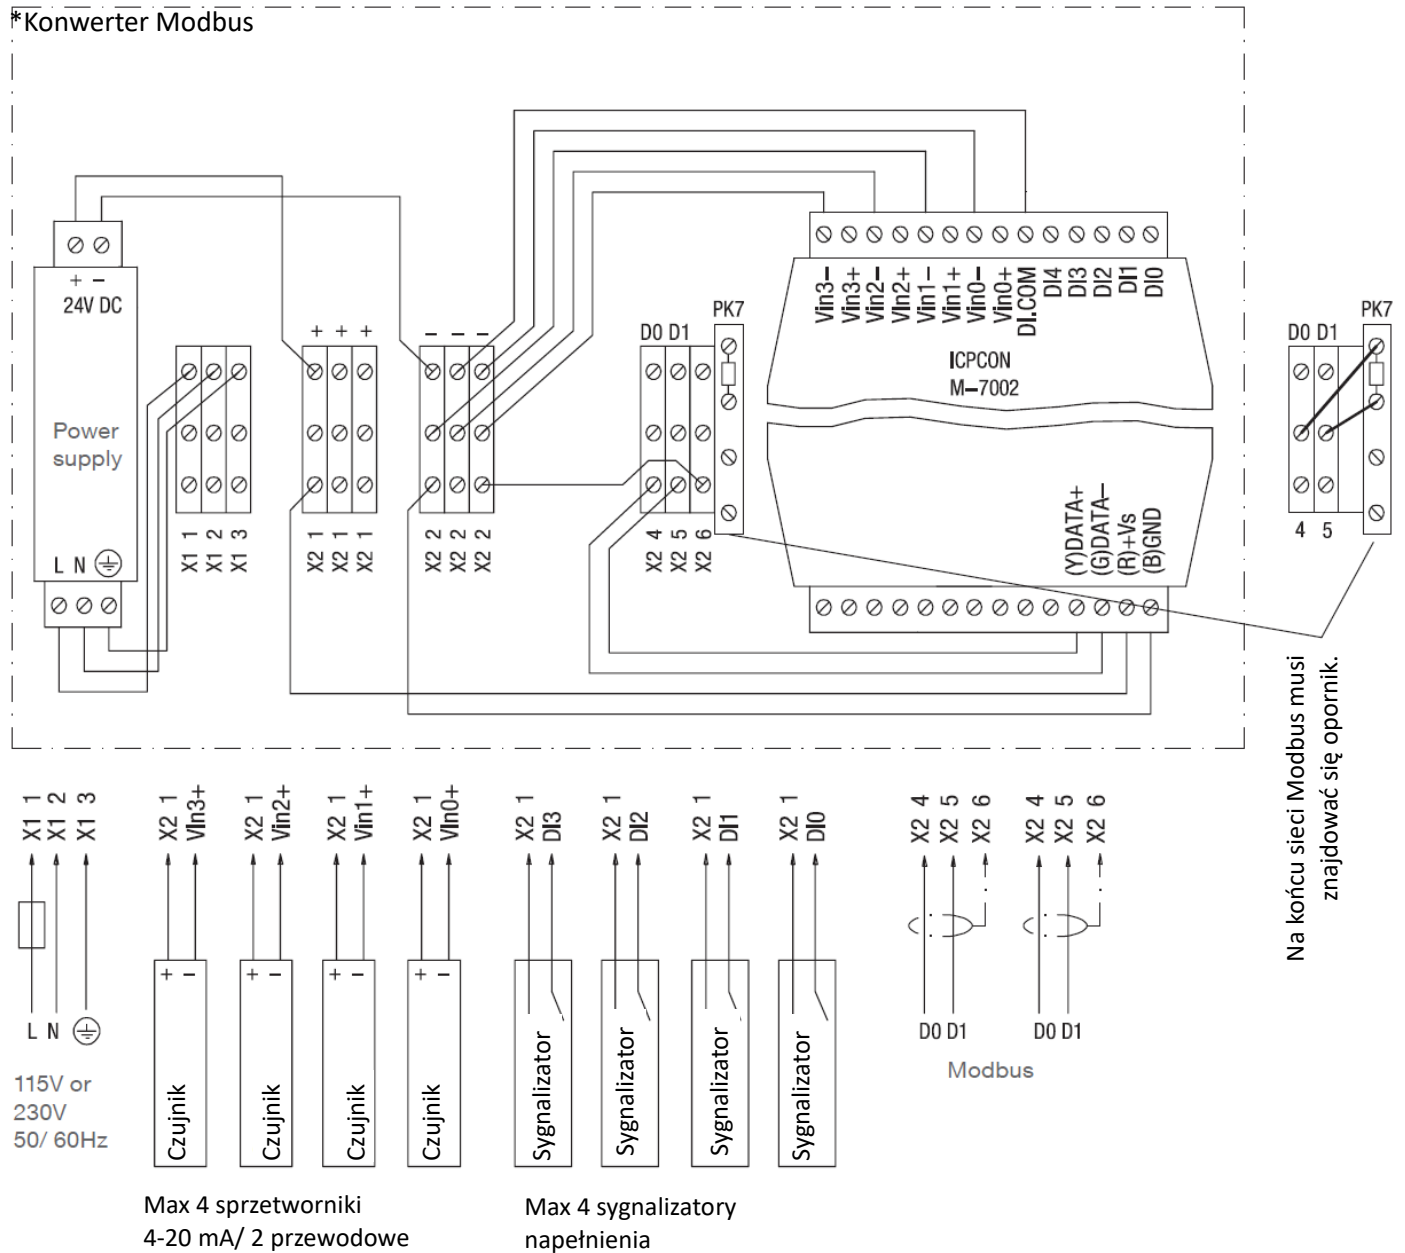 *Konwerter Modbus
+ −
24V DC
Power
supply
L N
X1 1
X1 2
X1 3
+ + +
X2 1
X2 1
X2 1
− − −
X2 2
X2 2
X2 2
D0 D1
X2 4
X2 5
X2 6
PK7
Vin3−
Vin3+
Vin2−
Vin2+
Vin1−
Vin1+
Vin0−
Vin0+
DI.COM
DI4
DI3
DI2
DI1
DI0
ICPCON
M−7002
(Y)DATA+
(G)DATA−
(R)+Vs
(B)GND
D0 D1
PK7
4 5
Na końcu sieci Modbus musi
znajdować się opornik.
X1 1
X1 2
X1 3
L N
115V or
230V
50/ 60Hz
X2 1
VIn3+
+ −
Czujnik
X2 1
Vin2+
+ −
Czujnik
X2 1
Vin1+
+ −
Czujnik
X2 1
VIn0+
+ −
Czujnik
Max 4 sprzetworniki
4-20 mA/ 2 przewodowe
X2 1
DI3
Sygnalizator
X2 1
DI2
Sygnalizator
X2 1
DI1
Sygnalizator
X2 1
DI0
Sygnalizator
Max 4 sygnalizatory
napełnienia
X2 4
X2 5
X2 6
D0 D1
X2 4
X2 5
X2 6
D0 D1
Modbus